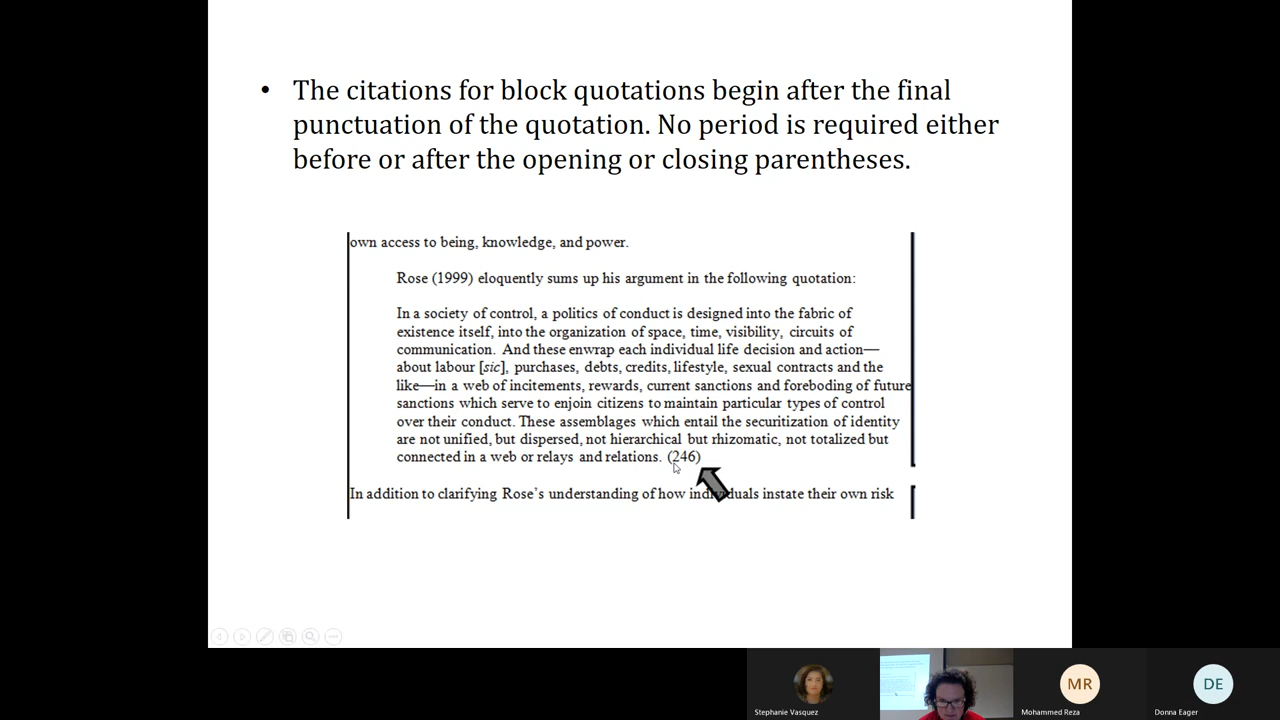 • The citations for block quotations begin after the final
punctuation of the quotation. No period is required either
before or after the opening or closing parentheses.
own access to being, knowledge, and power.
Rose (1999) eloquently sums up his argument in the following quotation:
In a society of control, a politics of conduct is designed into the fabric of
existence itself, into the organization of space, time, visibility, circuits of
communication. And these enwrap each individual life decision and action—
about labour [sic], purchases, debts, credits, lifestyle, sexual contracts and the
like—in a web of incitements, rewards, current sanctions and foreboding of future
sanctions which serve to enjoin citizens to maintain particular types of control
over their conduct. These assemblages which entail the securitization of identity
are not unified, but dispersed, not hierarchical but rhizomatic, not totalized but
connected in a web or relays and relations. (246)
In addition to clarifying Rose's understanding of how individuals instate their own risk
MR
DE
Stephanie Vasquez
Mohammed Reza
Donna Eager